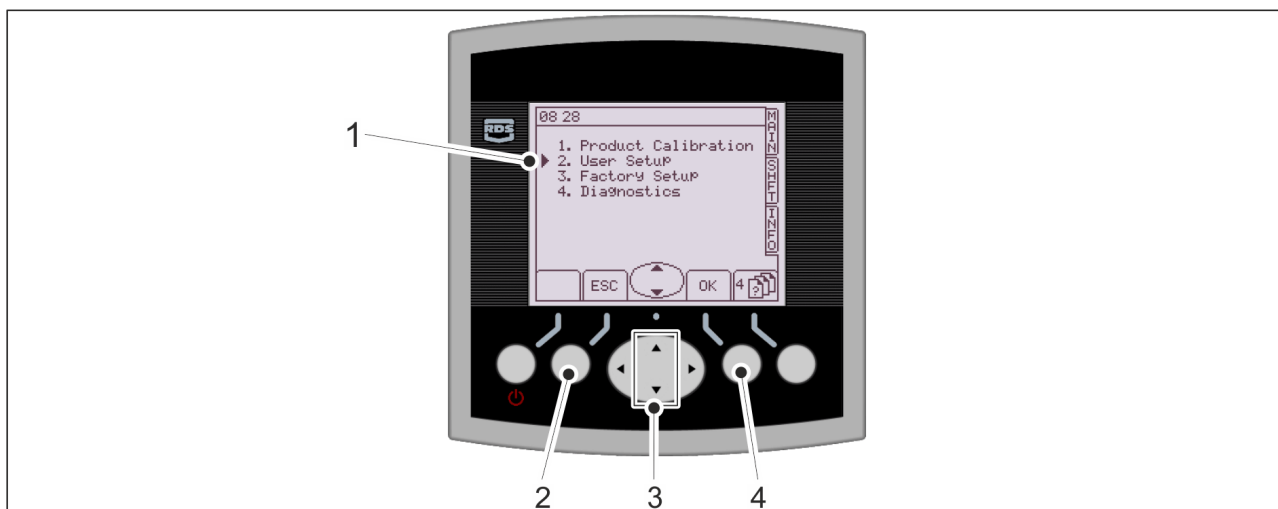 08 28
MAIN
RDS
1
1. Product Calibration
2. User Setup
3. Factory Setup
4. Diagnostics
SHFT
INFO
ESC
OK
4 ?
2
3
4